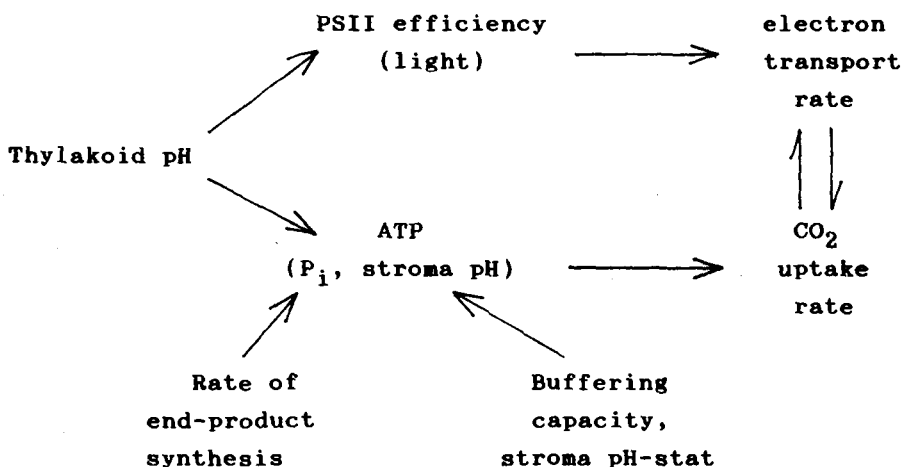 PSII efficiency
(light)
electron
transport
rate
Thylakoid pH
ATP
(Pi, stroma pH)
CO2
uptake
rate
Rate of
end-product
synthesis
Buffering
capacity,
stroma pH-stat